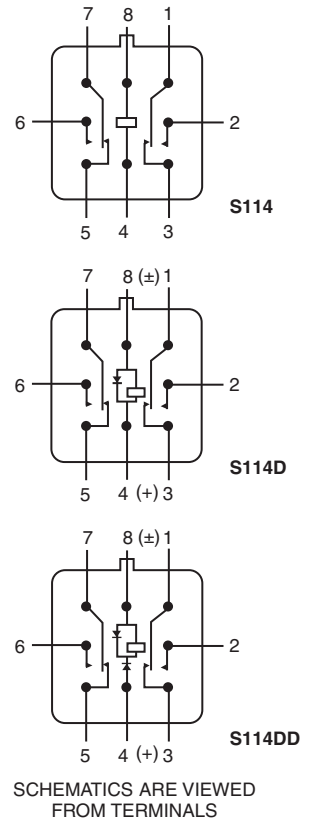 7 8 1
6 2
S114
5 4 3
7 8 (±) 1
6 2
S114D
5 4 (+) 3
7 8 (±) 1
6 2
S114DD
5 4 (+) 3
SCHEMATICS ARE VIEWED
FROM TERMINALS